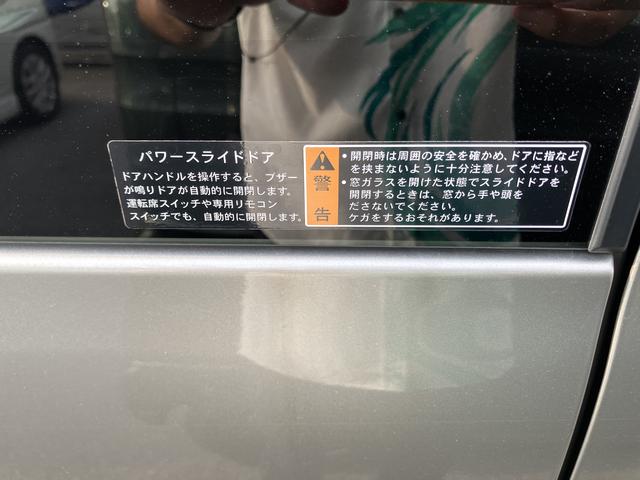 パワースライドドア
ドアハンドルを操作すると、ブザー
が鳴りドアが自動的に開閉します。
運転席スイッチや専用リモコン
スイッチでも、自動的に開閉します。
警告
・開閉時は周囲の安全を確かめ、ドアに指など
を挟まないように十分注意してください。
・窓ガラスを開けた状態でスライドドアを
開閉するときは、窓から手や頭を
ださないでください。
ケガをするおそれがあります。